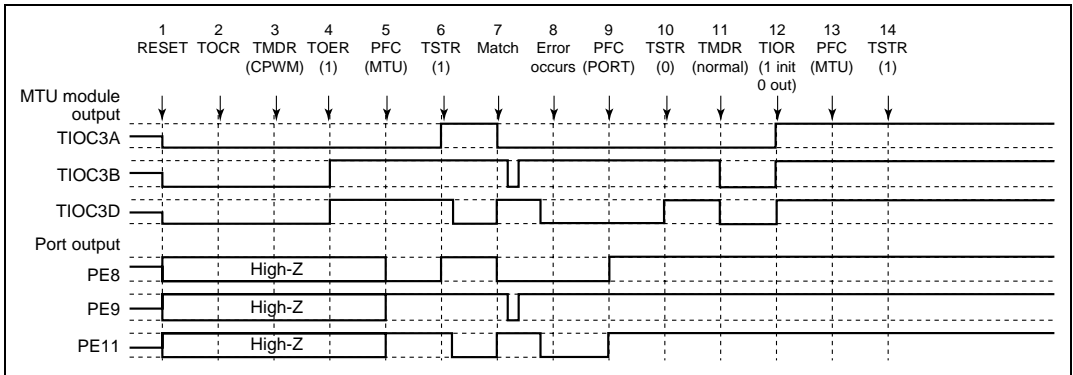 1 2 3 4 5 6 7 8 9 10 11 12 13 14
RESET TOCR TMDR TOER PFC TSTR Match Error PFC TSTR TMDR TIOR PFC TSTR
(CPWM) (1) (MTU) (1) occurs (PORT) (0) (normal) (1 init (MTU) (1)
0 out)
MTU module
output
TIOC3A
TIOC3B
TIOC3D
Port output
PE8 High-Z
PE9 High-Z
PE11 High-Z